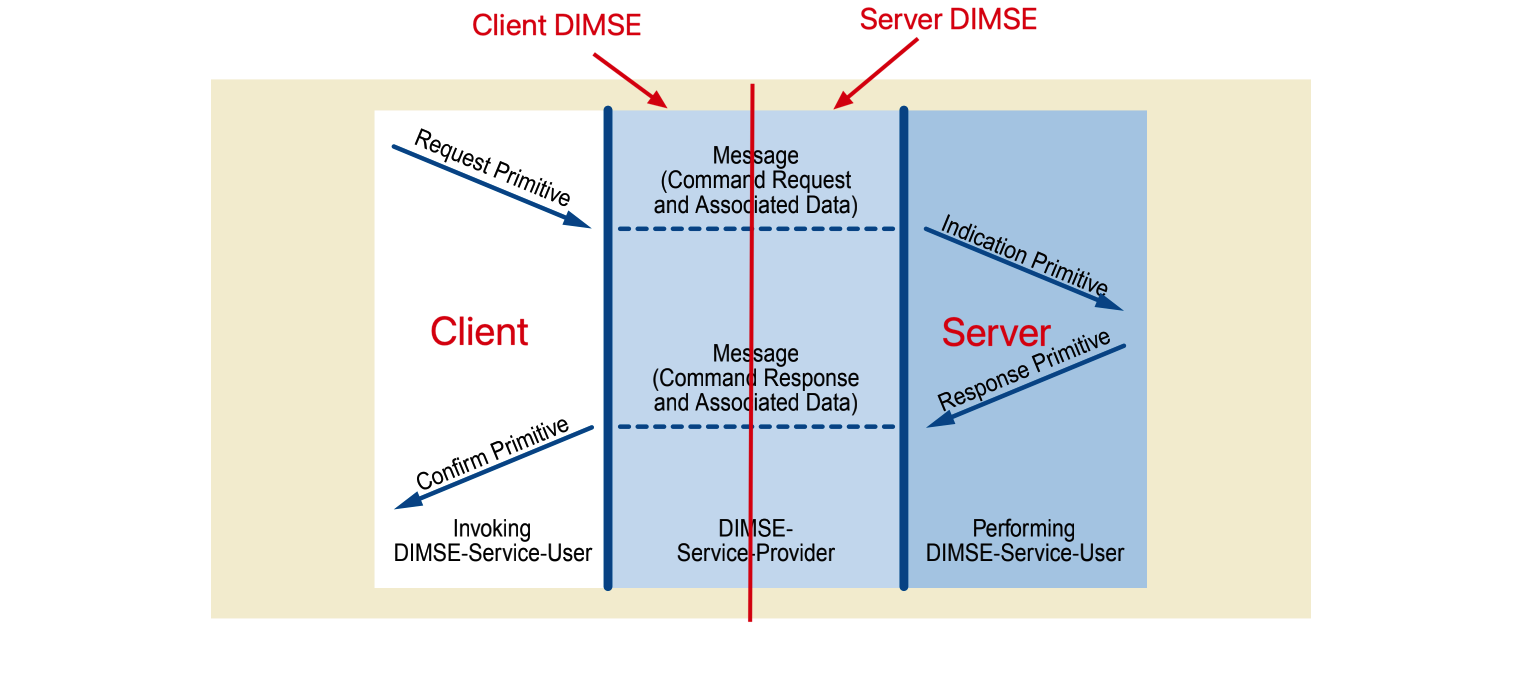 Client DIMSE
Server DIMSE
Request Primitive
Message
(Command Request
and Associated Data)
Indication Primitive
Client
Server
Message
(Command Response
and Associated Data)
Response Primitive
Confirm Primitive
Invoking
DIMSE-Service-User
DIMSE-
Service-Provider
Performing
DIMSE-Service-User